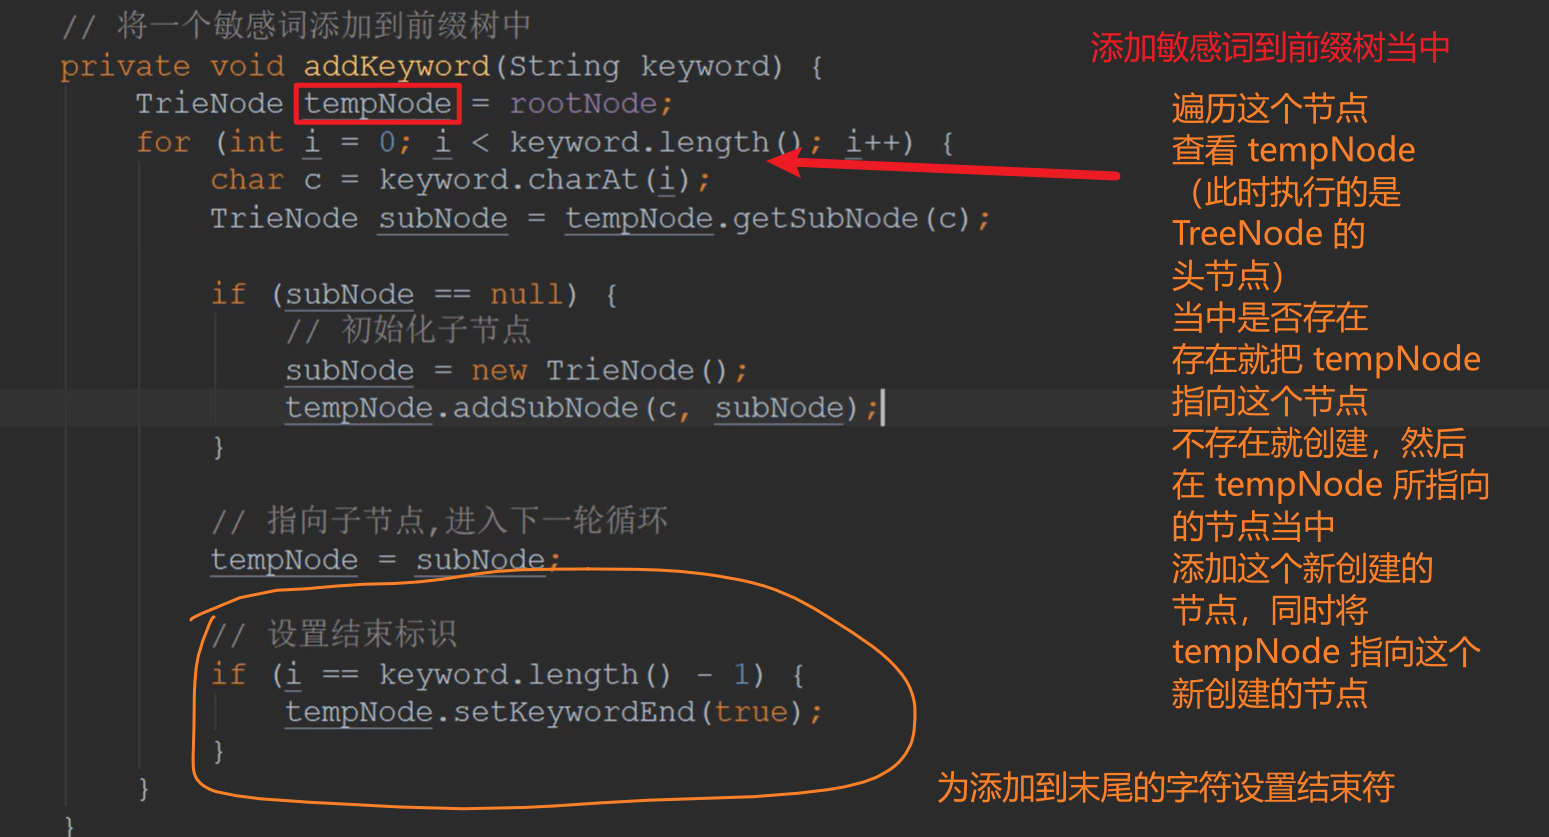 // 将一个敏感词添加到前缀树中
private void addKeyword(String keyword) {
TrieNode tempNode = rootNode;
for (int i = 0; i < keyword.length(); i++) {
char c = keyword.charAt(i);
TrieNode subNode = tempNode.getSubNode(c);
if (subNode == null) {
// 初始化子节点
subNode = new TrieNode();
tempNode.addSubNode(c, subNode);
}
// 指向子节点,进入下一轮循环
tempNode = subNode;
// 设置结束标识
if (i == keyword.length() - 1) {
tempNode.setKeywordEnd(true);
}
}
}
添加敏感词到前缀树当中
遍历这个节点
查看 tempNode
（此时执行的是
TreeNode 的
头节点）
当中是否存在
存在就把 tempNode
指向这个节点
不存在就创建，然后
在 tempNode 所指向
的节点当中
添加这个新创建的
节点，同时将
tempNode 指向这个
新创建的节点
为添加到末尾的字符设置结束符